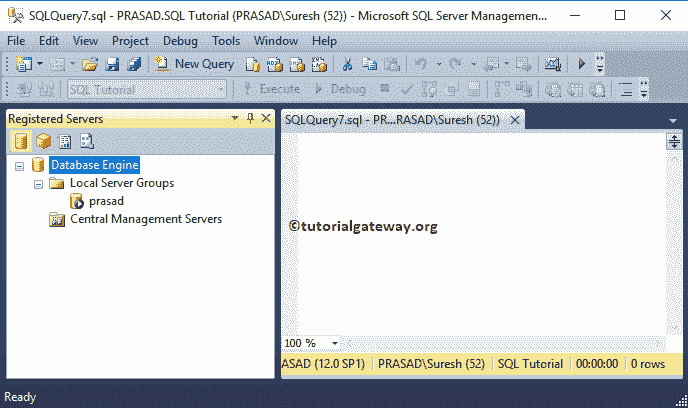 SQLQuery7.sql - PRASAD.SQL Tutorial (PRASAD\Suresh (52)) - Microsoft SQL Server Managemen...
File Edit View Project Debug Tools Window Help
New Query
SQL Tutorial Execute Debug
Registered Servers
SQLQuery7.sql - PR...RASAD\Suresh (52))
Database Engine
Local Server Groups
prasad
Central Management Servers
©tutorialgateway.org
100 %
ASAD (12.0 SP1) PRASAD\Suresh (52) SQL Tutorial 00:00:00 0 rows
Ready